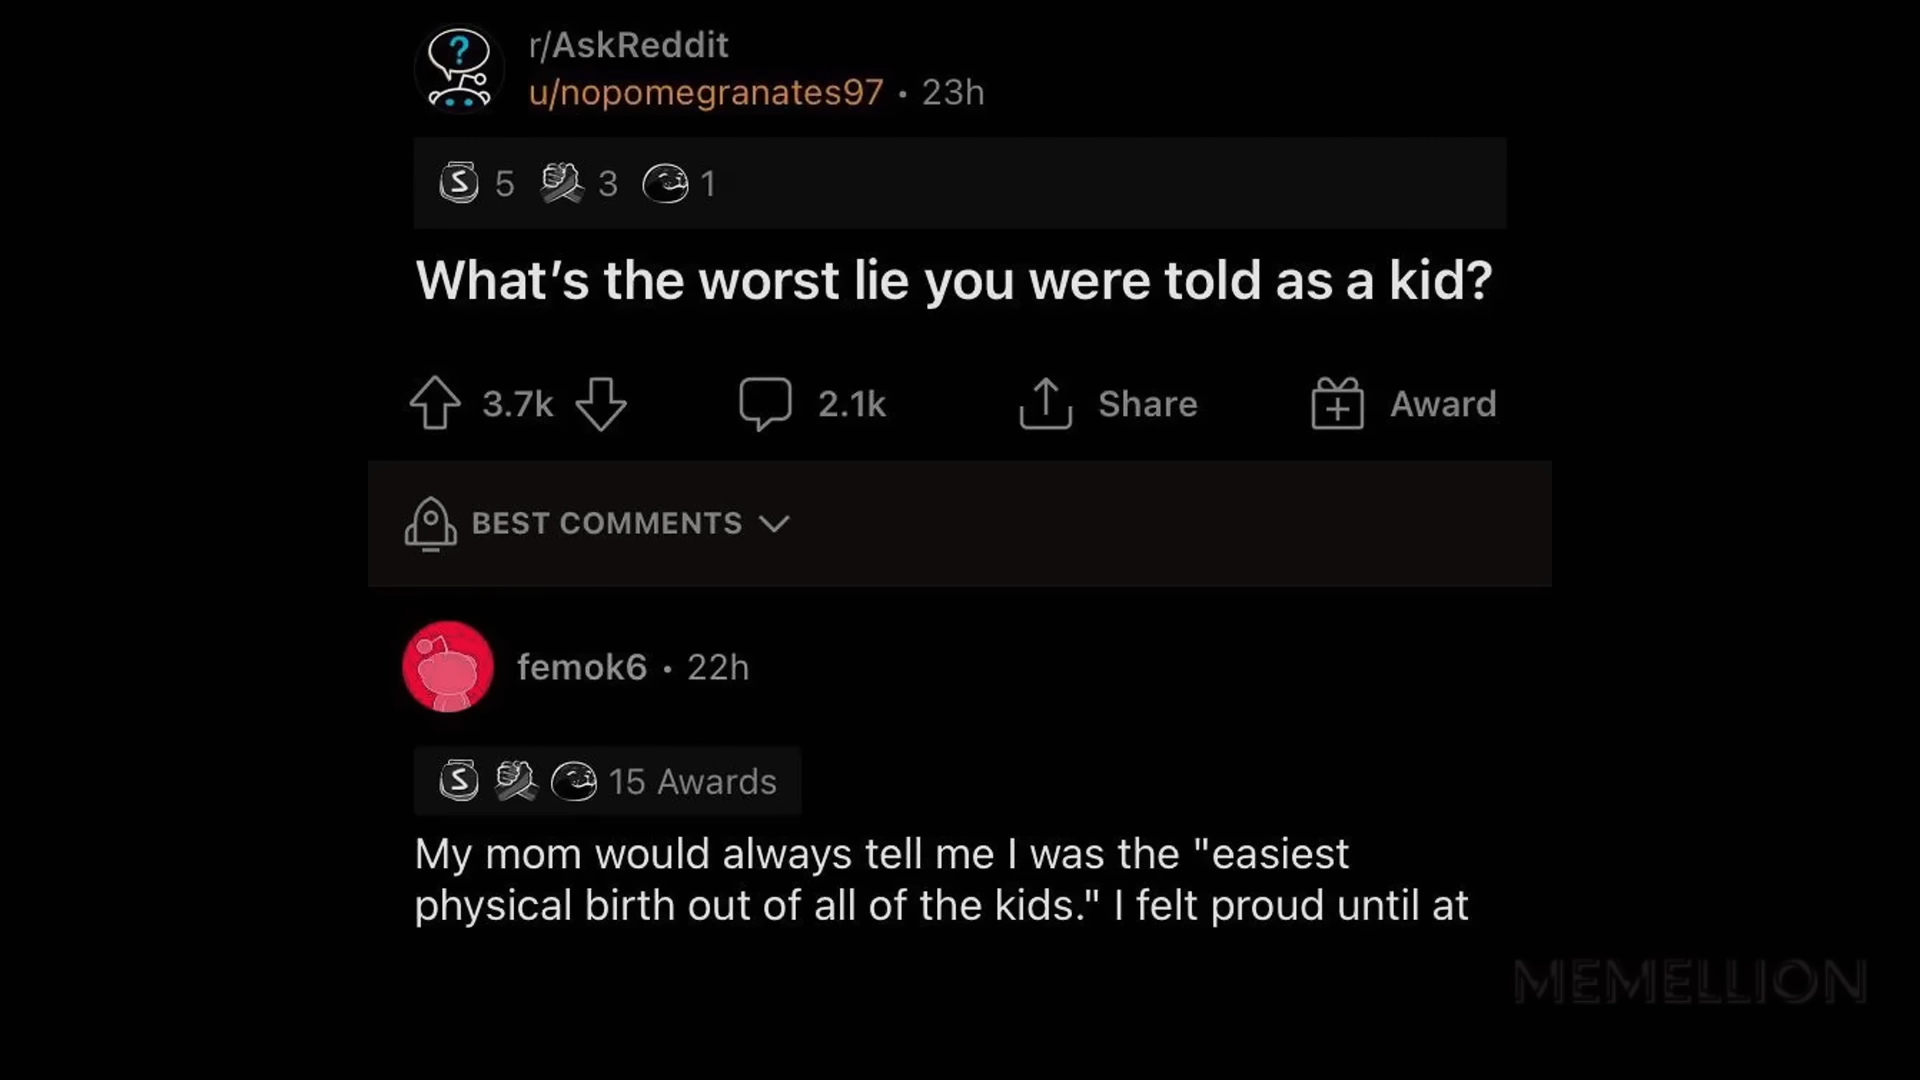 r/AskReddit
u/nopomegranates97 • 23h
5 3 1
What’s the worst lie you were told as a kid?
3.7k 2.1k Share Award
BEST COMMENTS
femok6 • 22h
15 Awards
My mom would always tell me I was the "easiest
physical birth out of all of the kids." I felt proud until at
MEMELLION